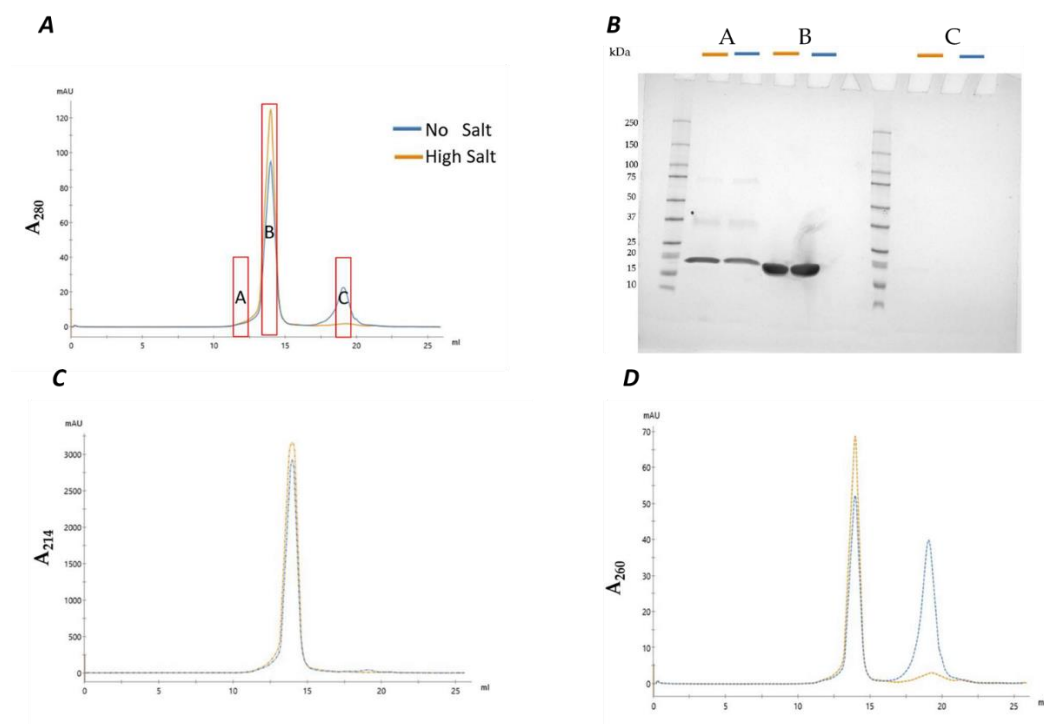 A
mAU
120
100
80
60
40
20
0
A280
0 5 10 15 20 25 ml
A B C
No Salt
High Salt
B
kDa
A B C
250
150
100
75
50
37
25
20
15
10
C
mAU
3000
2500
2000
1500
1000
500
0
A214
0 5 10 15 20 25 ml
D
mAU
70
60
50
40
30
20
10
0
A260
0 5 10 15 20 25 m